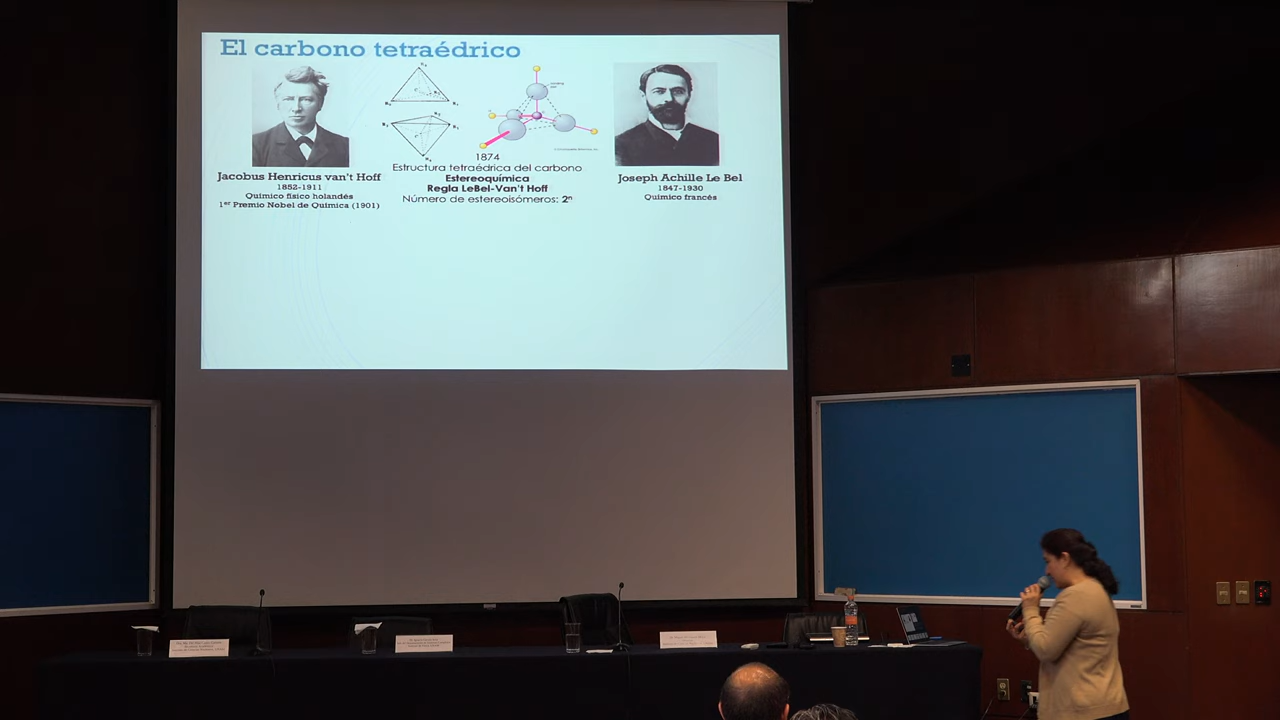 El carbono tetraédrico
Jacobus Henricus van't Hoff
1852-1911
Químico físico holandés
1er Premio Nobel de Química (1901)
1874
Estructura tetraédrica del carbono
Estereoquímica
Regla LeBel-Van't Hoff
Número de estereoisómeros: 2ⁿ
Joseph Achille Le Bel
1847-1930
Químico francés